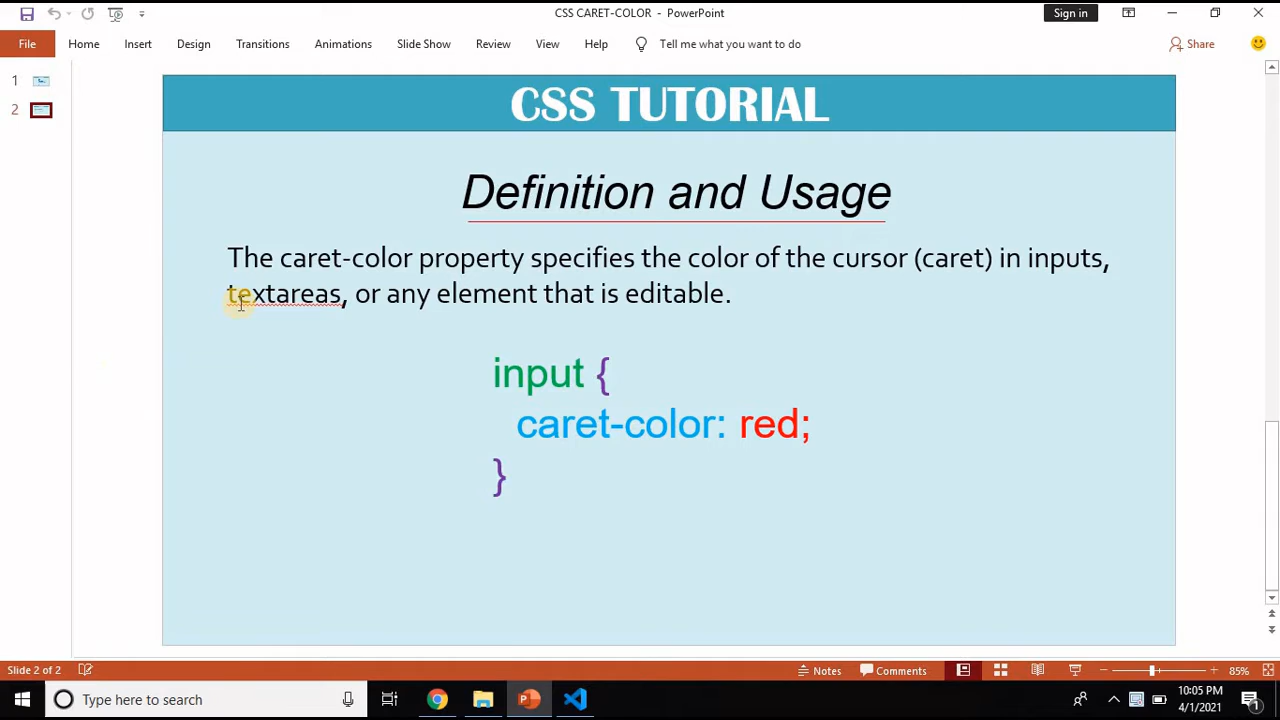 CSS CARET-COLOR - PowerPoint
Sign in
File Home Insert Design Transitions Animations Slide Show Review View Help Tell me what you want to do Share
1
2
CSS TUTORIAL
Definition and Usage
The caret-color property specifies the color of the cursor (caret) in inputs,
textareas, or any element that is editable.
input {
caret-color: red;
}
Slide 2 of 2 Notes Comments 85%
Type here to search
10:05 PM
4/1/2021
1